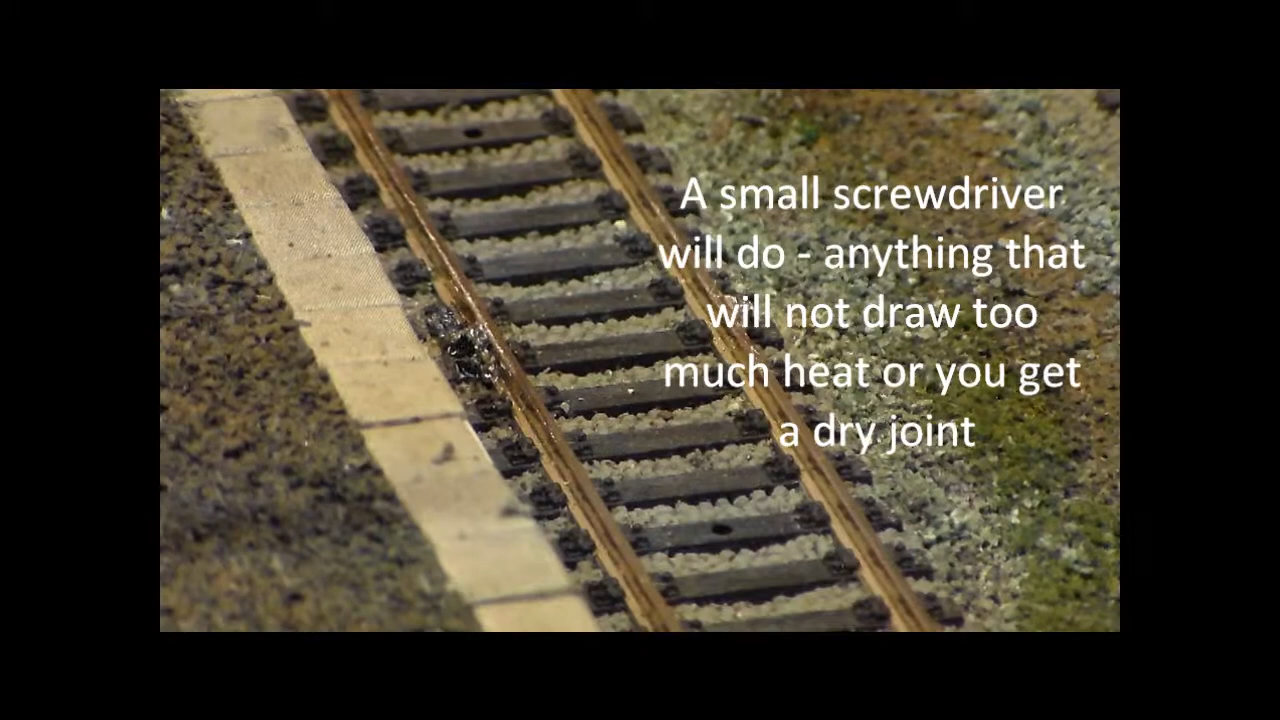 A small screwdriver
will do - anything that
will not draw too
much heat or you get
a dry joint